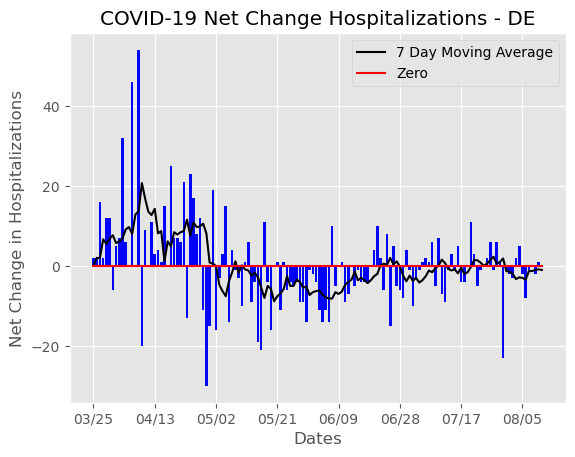 COVID-19 Net Change Hospitalizations - DE
7 Day Moving Average
Zero
Net Change in Hospitalizations
40
20
0
−20
03/25 04/13 05/02 05/21 06/09 06/28 07/17 08/05
Dates